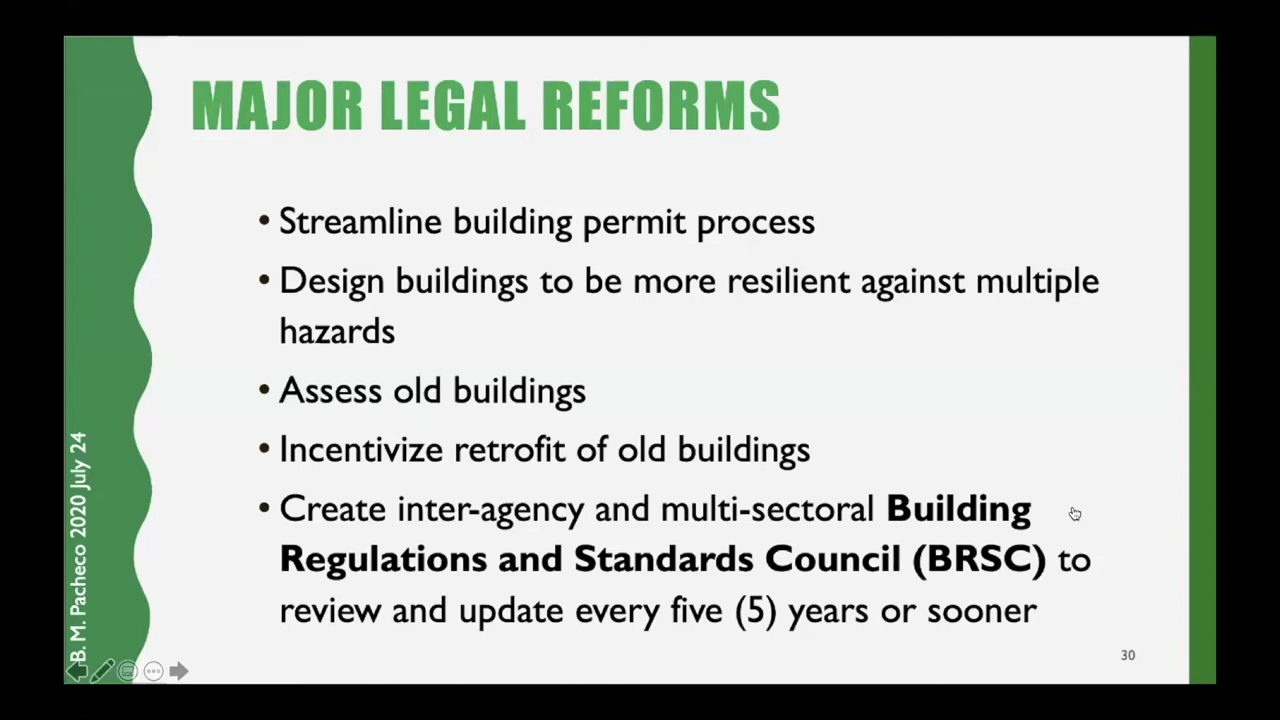 MAJOR LEGAL REFORMS
• Streamline building permit process
• Design buildings to be more resilient against multiple
hazards
• Assess old buildings
• Incentivize retrofit of old buildings
• Create inter-agency and multi-sectoral Building
Regulations and Standards Council (BRSC) to
review and update every five (5) years or sooner
B. M. Pacheco 2020 July 24
30